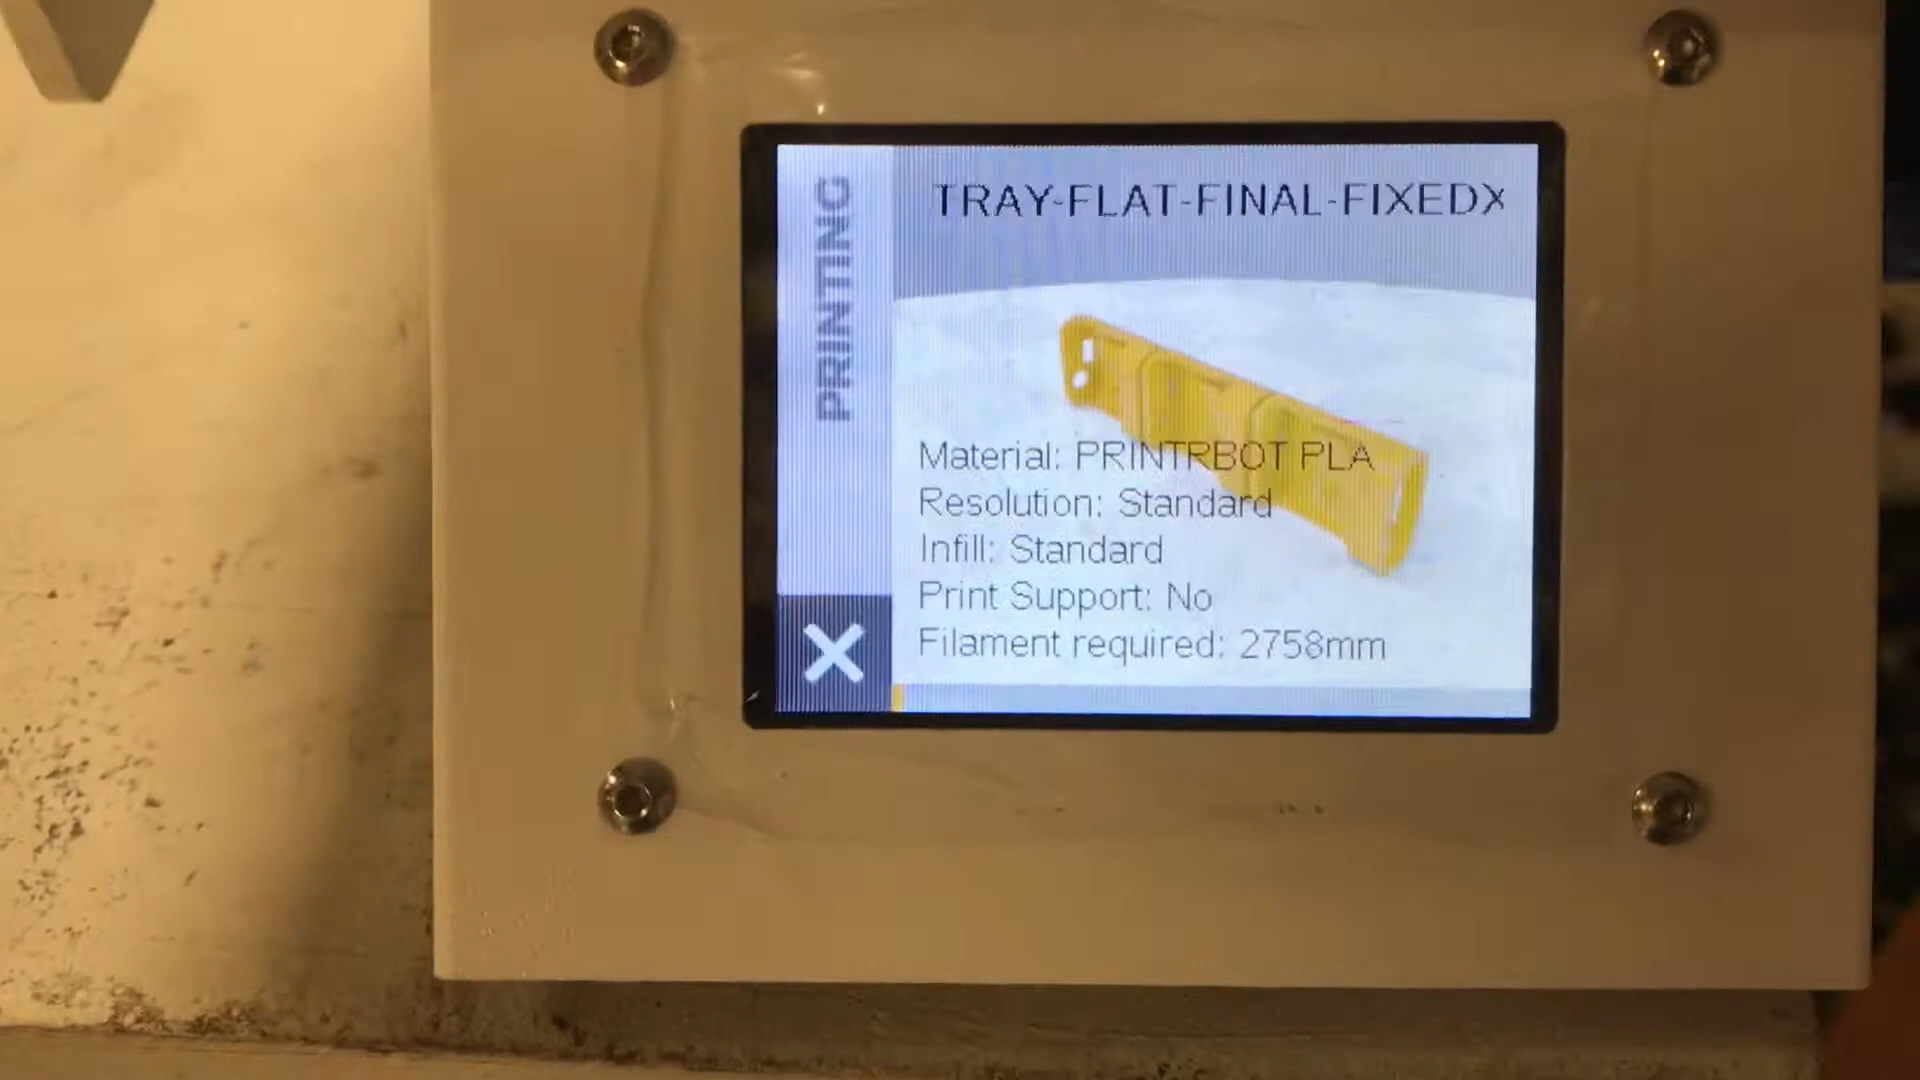 PRINTING
TRAY-FLAT-FINAL-FIXEDX
Material: PRINTRBOT PLA
Resolution: Standard
Infill: Standard
Print Support: No
Filament required: 2758mm